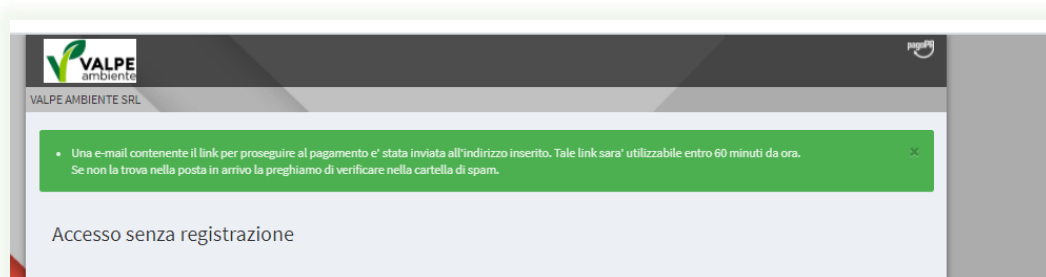 VALPE
ambiente
pagoPA
VALPE AMBIENTE SRL
Una e-mail contenente il link per proseguire al pagamento e' stata inviata all'indirizzo inserito. Tale link sara' utilizzabile entro 60 minuti da ora.
Se non la trova nella posta in arrivo la preghiamo di verificare nella cartella di spam.
Accesso senza registrazione